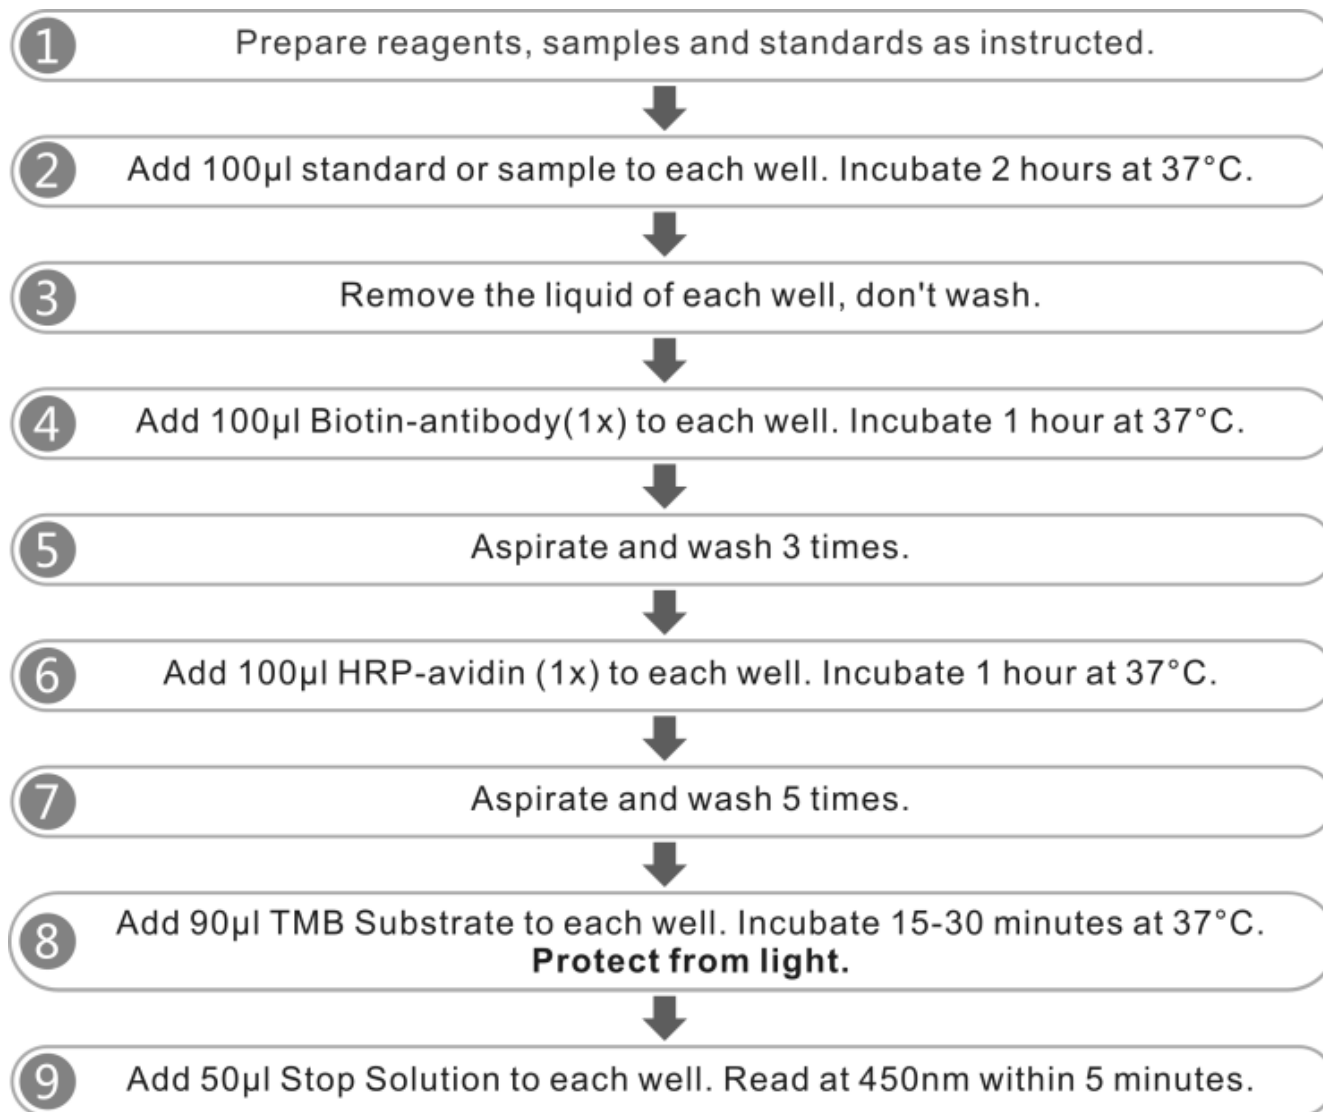 1 Prepare reagents, samples and standards as instructed.
2 Add 100µl standard or sample to each well. Incubate 2 hours at 37°C.
3 Remove the liquid of each well, don't wash.
4 Add 100µl Biotin-antibody(1x) to each well. Incubate 1 hour at 37°C.
5 Aspirate and wash 3 times.
6 Add 100µl HRP-avidin (1x) to each well. Incubate 1 hour at 37°C.
7 Aspirate and wash 5 times.
8 Add 90µl TMB Substrate to each well. Incubate 15-30 minutes at 37°C.
Protect from light.
9 Add 50µl Stop Solution to each well. Read at 450nm within 5 minutes.